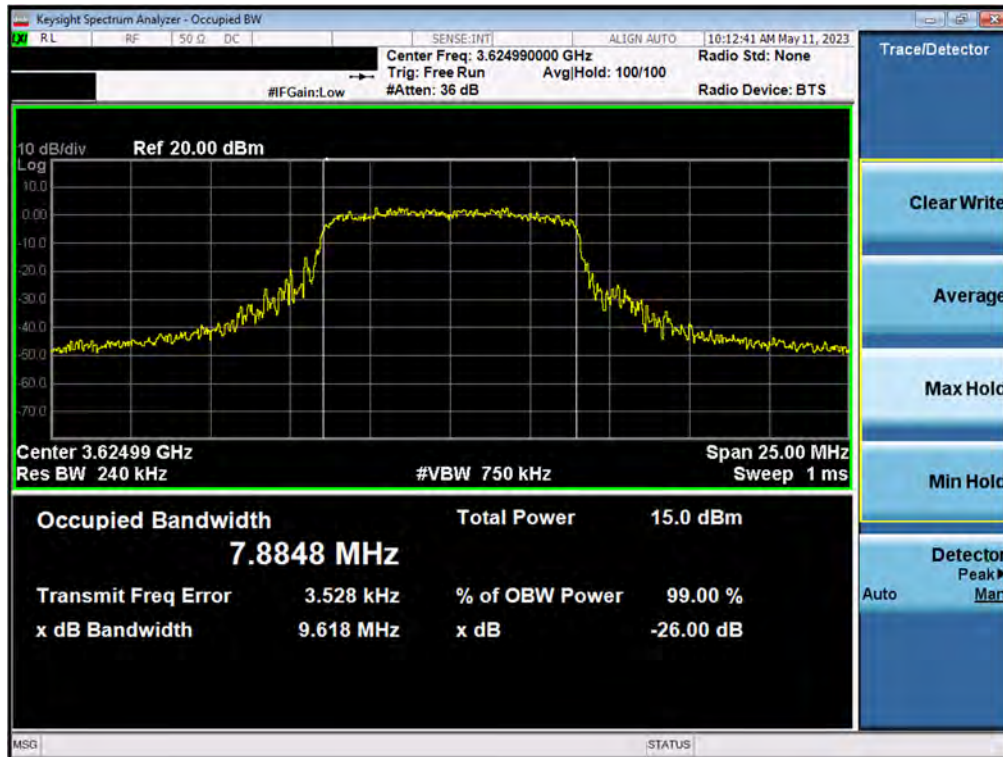 Keysight Spectrum Analyzer - Occupied BW
LXI RL RF 50 Ω DC SENSE:INT ALIGN AUTO 10:12:41 AM May 11, 2023
Center Freq: 3.624990000 GHz Radio Std: None
Trig: Free Run Avg|Hold: 100/100
#IFGain:Low #Atten: 36 dB Radio Device: BTS
10 dB/div Ref 20.00 dBm
Log
10.0
0.00
-10.0
-20.0
-30.0
-40.0
-50.0
-60.0
-70.0
Center 3.62499 GHz Span 25.00 MHz
Res BW 240 kHz #VBW 750 kHz Sweep 1 ms
Occupied Bandwidth Total Power 15.0 dBm
7.8848 MHz
Transmit Freq Error 3.528 kHz % of OBW Power 99.00 %
x dB Bandwidth 9.618 MHz x dB -26.00 dB
MSG STATUS
Trace/Detector
Clear Write
Average
Max Hold
Min Hold
Detector
Peak
Auto Man